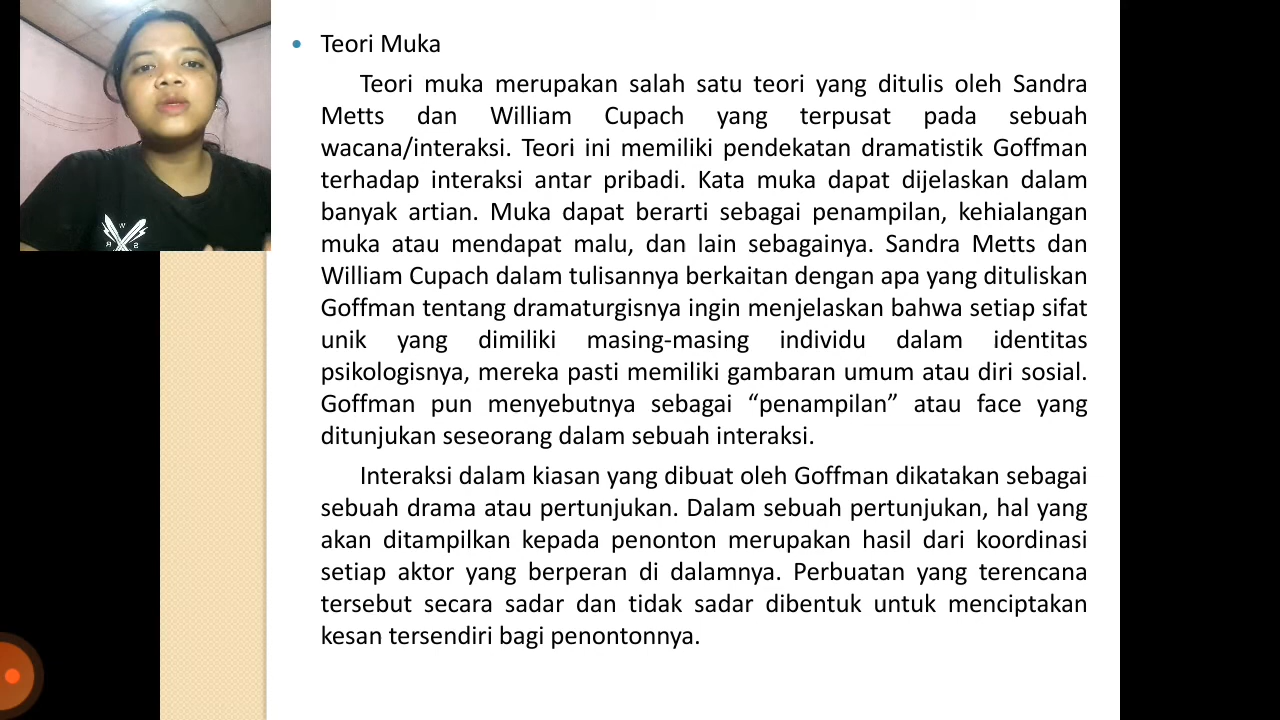 Teori Muka
Teori muka merupakan salah satu teori yang ditulis oleh Sandra
Metts dan William Cupach yang terpusat pada sebuah
wacana/interaksi. Teori ini memiliki pendekatan dramatistik Goffman
terhadap interaksi antar pribadi. Kata muka dapat dijelaskan dalam
banyak artian. Muka dapat berarti sebagai penampilan, kehialangan
muka atau mendapat malu, dan lain sebagainya. Sandra Metts dan
William Cupach dalam tulisannya berkaitan dengan apa yang dituliskan
Goffman tentang dramaturgisnya ingin menjelaskan bahwa setiap sifat
unik yang dimiliki masing-masing individu dalam identitas
psikologisnya, mereka pasti memiliki gambaran umum atau diri sosial.
Goffman pun menyebutnya sebagai “penampilan” atau face yang
ditunjukan seseorang dalam sebuah interaksi.
Interaksi dalam kiasan yang dibuat oleh Goffman dikatakan sebagai
sebuah drama atau pertunjukan. Dalam sebuah pertunjukan, hal yang
akan ditampilkan kepada penonton merupakan hasil dari koordinasi
setiap aktor yang berperan di dalamnya. Perbuatan yang terencana
tersebut secara sadar dan tidak sadar dibentuk untuk menciptakan
kesan tersendiri bagi penontonnya.